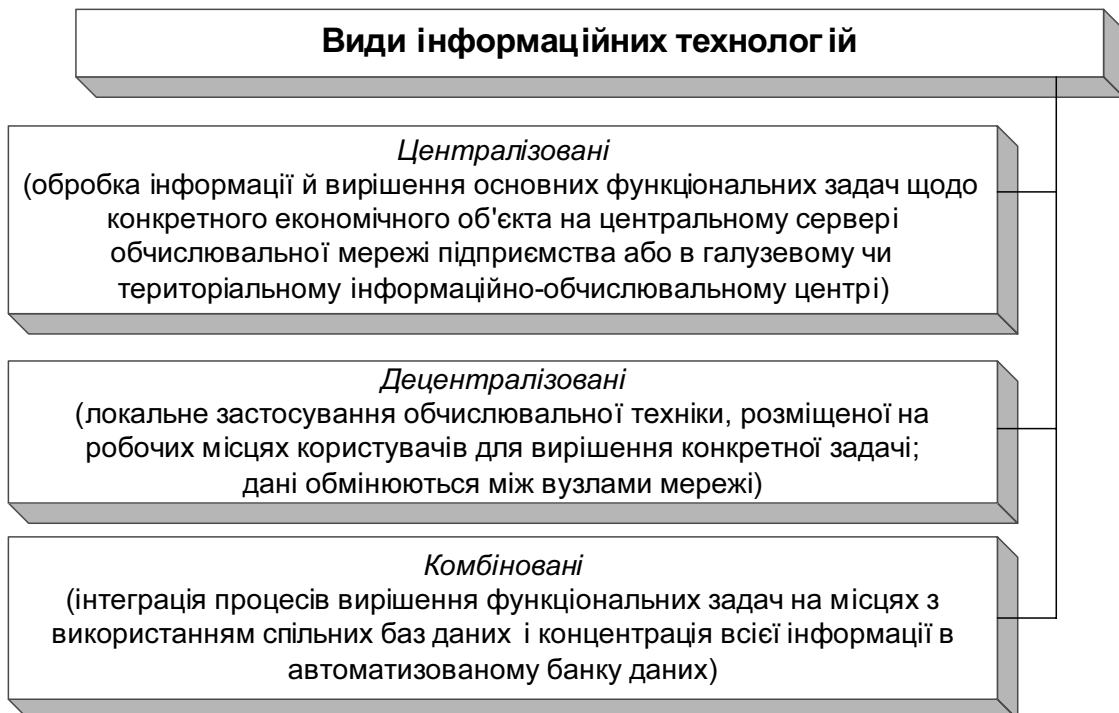 Види інформаційних технологій
Централізовані
(обробка інформації й вирішення основних функціональних задач щодо
конкретного економічного об'єкта на центральному сервері
обчислювальної мережі підприємства або в галузевому чи
територіальному інформаційно-обчислювальному центрі)
Децентралізовані
(локальне застосування обчислювальної техніки, розміщеної на
робочих місцях користувачів для вирішення конкретної задачі;
дані обмінюються між вузлами мережі)
Комбіновані
(інтеграція процесів вирішення функціональних задач на місцях з
використанням спільних баз даних і концентрація всієї інформації в
автоматизованому банку даних)